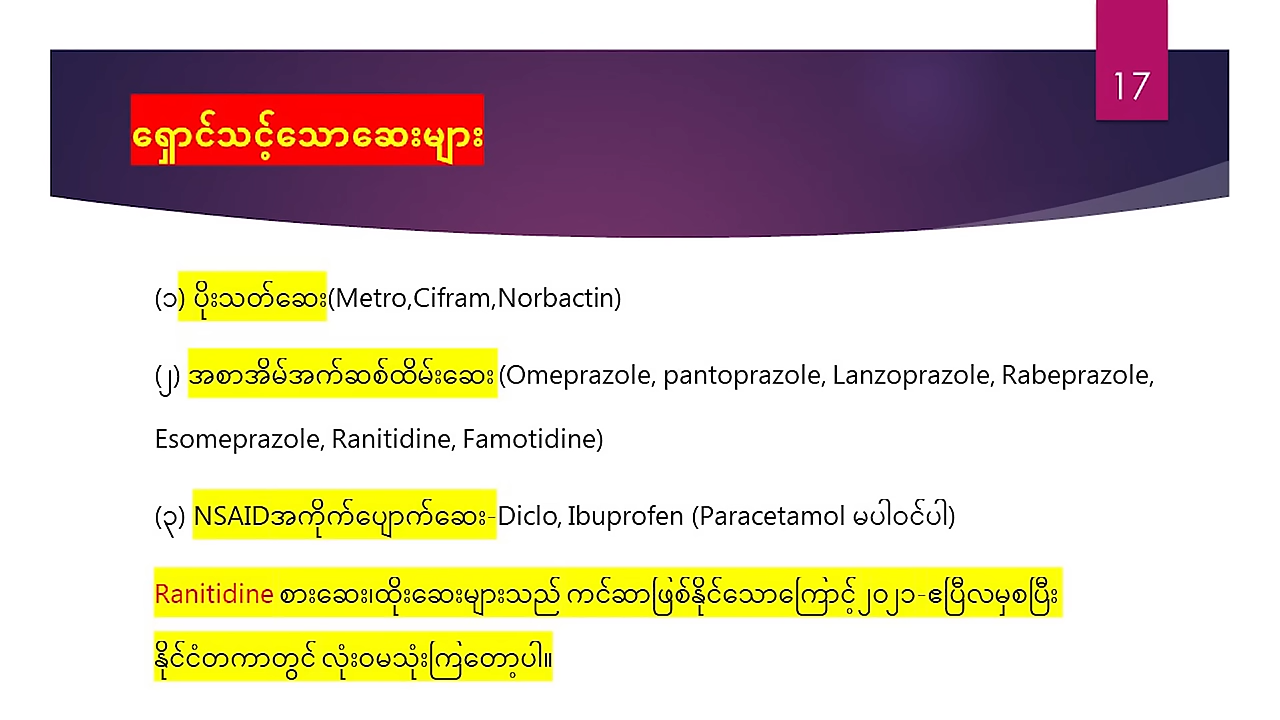 17
ရှောင်သင့်သောဆေးများ
(၁) ပိုးသတ်ဆေး(Metro,Cifram,Norbactin)
(၂) အစာအိမ်အက်ဆစ်ထိမ်းဆေး (Omeprazole, pantoprazole, Lanzoprazole, Rabeprazole,
Esomeprazole, Ranitidine, Famotidine)
(၃) NSAIDအကိုက်ပျောက်ဆေး-Diclo, Ibuprofen (Paracetamol မပါဝင်ပါ)
Ranitidine စားဆေး၊ထိုးဆေးများသည် ကင်ဆာဖြစ်နိုင်သောကြောင့်၂၀၂၁-ဧပြီလမှစပြီး
နိုင်ငံတကာတွင် လုံးဝမသုံးကြတော့ပါ။